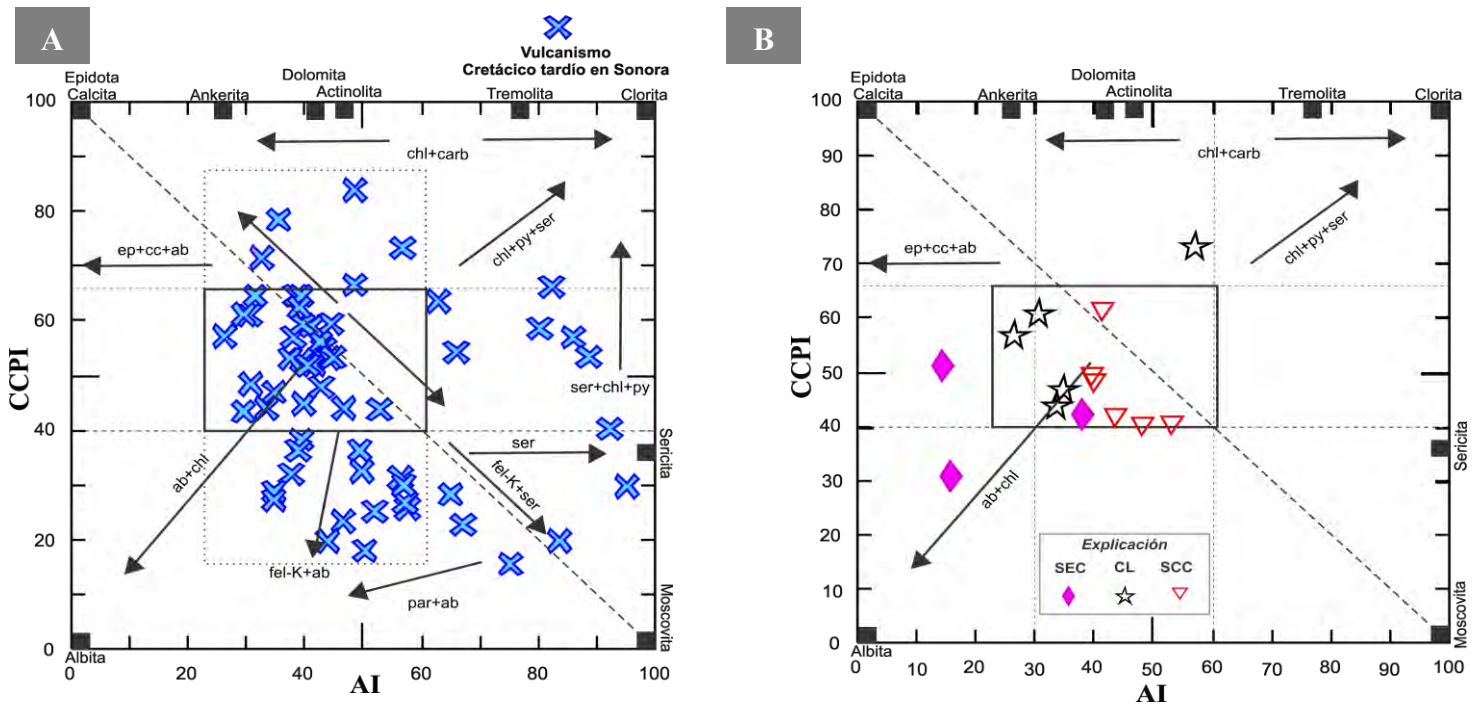 A
Vulcanismo
Cretácico tardío en Sonora
Epidota
Calcita
Ankerita
Dolomita
Actinolita
Tremolita
Clorita
100
80
60
40
20
0
CCPI
chl+carb
ep+cc+ab
chl+py+ser
ser+chl+py
ser
fel-K+ser
ab+chl
fel-K+ab
par+ab
Sericita
Moscovita
Albita
0 20 40 60 80 100
AI
B
Epidota
Calcita
Ankerita
Dolomita
Actinolita
Tremolita
Clorita
100
90
80
70
60
50
40
30
20
10
0
CCPI
chl+carb
ep+cc+ab
chl+py+ser
ab+chl
Sericita
Moscovita
Explicación
SEC CL SCC
Albita
0 10 20 30 40 50 60 70 80 90 100
AI